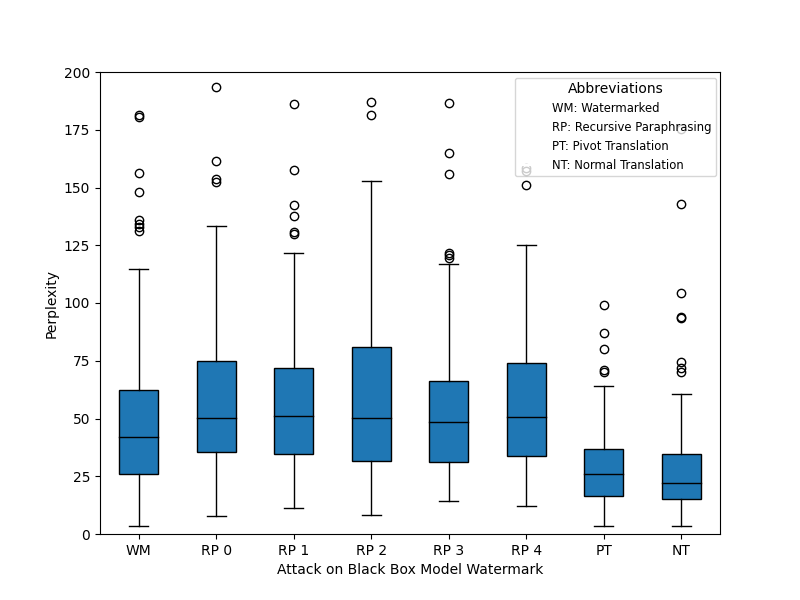 200
175
150
125
100
75
50
25
0
Perplexity
Abbreviations
WM: Watermarked
RP: Recursive Paraphrasing
PT: Pivot Translation
NT: Normal Translation
WM RP 0 RP 1 RP 2 RP 3 RP 4 PT NT
Attack on Black Box Model Watermark